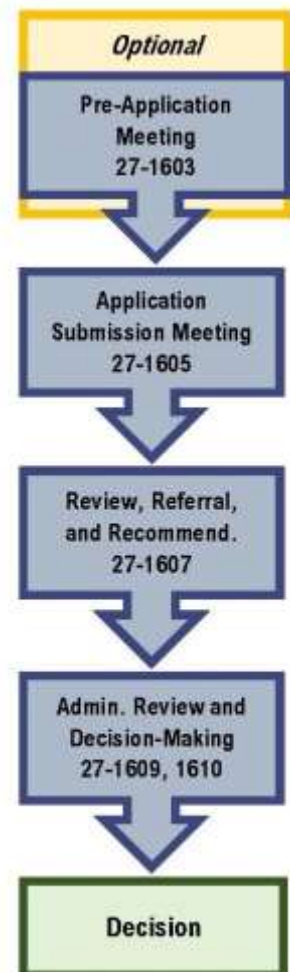 Optional
Pre-Application
Meeting
27-1603
Application
Submission Meeting
27-1605
Review, Referral,
and Recommend.
27-1607
Admin. Review and
Decision-Making
27-1609, 1610
Decision